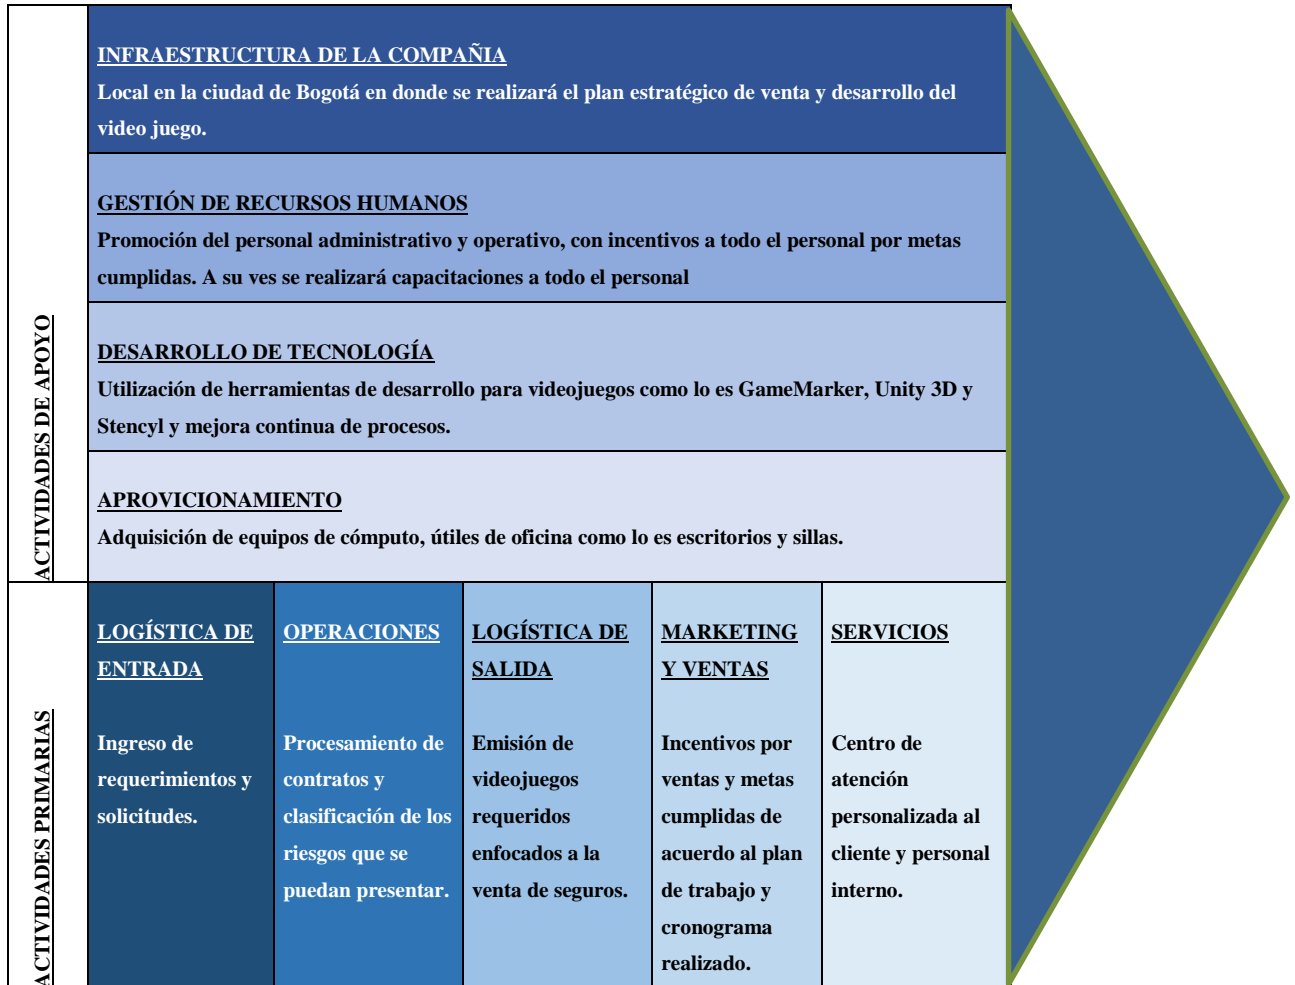 INFRAESTRUCTURA DE LA COMPAÑIA
Local en la ciudad de Bogotá en donde se realizará el plan estratégico de venta y desarrollo del
video juego.
GESTIÓN DE RECURSOS HUMANOS
Promoción del personal administrativo y operativo, con incentivos a todo el personal por metas
cumplidas. A su ves se realizará capacitaciones a todo el personal
ACTIVIDADES DE APOYO
DESARROLLO DE TECNOLOGÍA
Utilización de herramientas de desarrollo para videojuegos como lo es GameMarker, Unity 3D y
Stencyl y mejora continua de procesos.
APROVICIONAMIENTO
Adquisición de equipos de cómputo, útiles de oficina como lo es escritorios y sillas.
ACTIVIDADES PRIMARIAS
LOGÍSTICA DE
ENTRADA
Ingreso de
requerimientos y
solicitudes.
OPERACIONES
Procesamiento de
contratos y
clasificación de los
riesgos que se
puedan presentar.
LOGÍSTICA DE
SALIDA
Emisión de
videojuegos
requeridos
enfocados a la
venta de seguros.
MARKETING
Y VENTAS
Incentivos por
ventas y metas
cumplidas de
acuerdo al plan
de trabajo y
cronograma
realizado.
SERVICIOS
Centro de
atención
personalizada al
cliente y personal
interno.